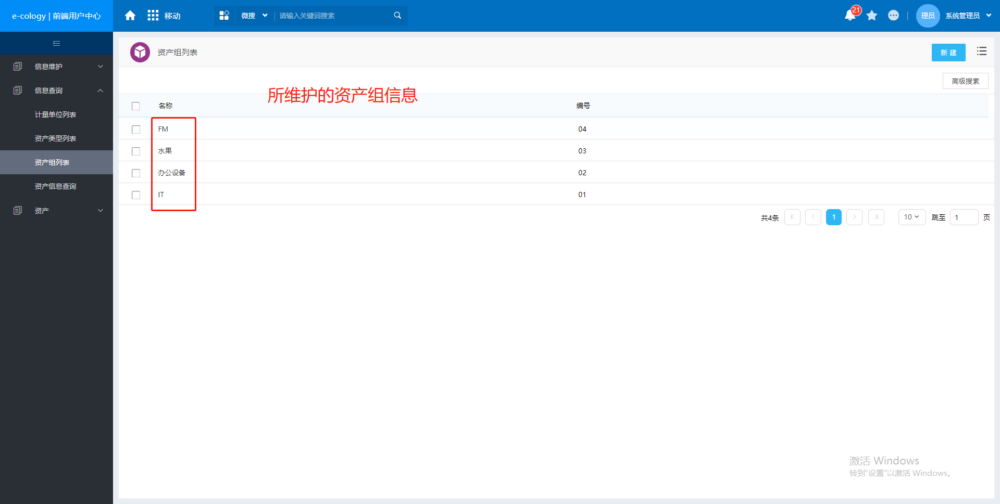 e-cology | 前端用户中心
移动
微搜
请输入关键词搜索
21
理员
系统管理员
信息维护
信息查询
计量单位列表
资产类型列表
资产组列表
资产信息查询
资产
资产组列表
新 建
高级搜索
所维护的资产组信息
名称 编号
FM 04
水果 03
办公设备 02
IT 01
共4条 1 10 跳至 1 页
激活 Windows
转到"设置"以激活 Windows。